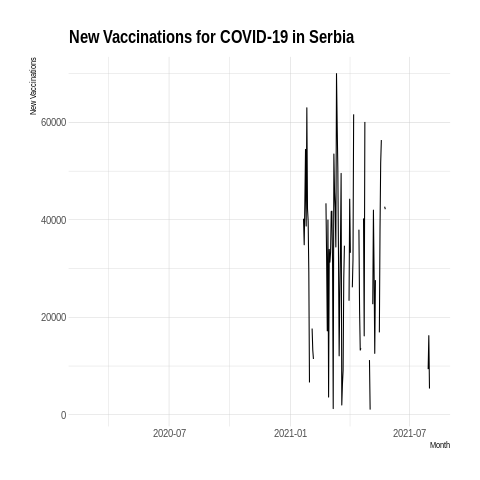 New Vaccinations for COVID-19 in Serbia
New Vaccinations
60000
40000
20000
0
2020-07
2021-01
2021-07
Month